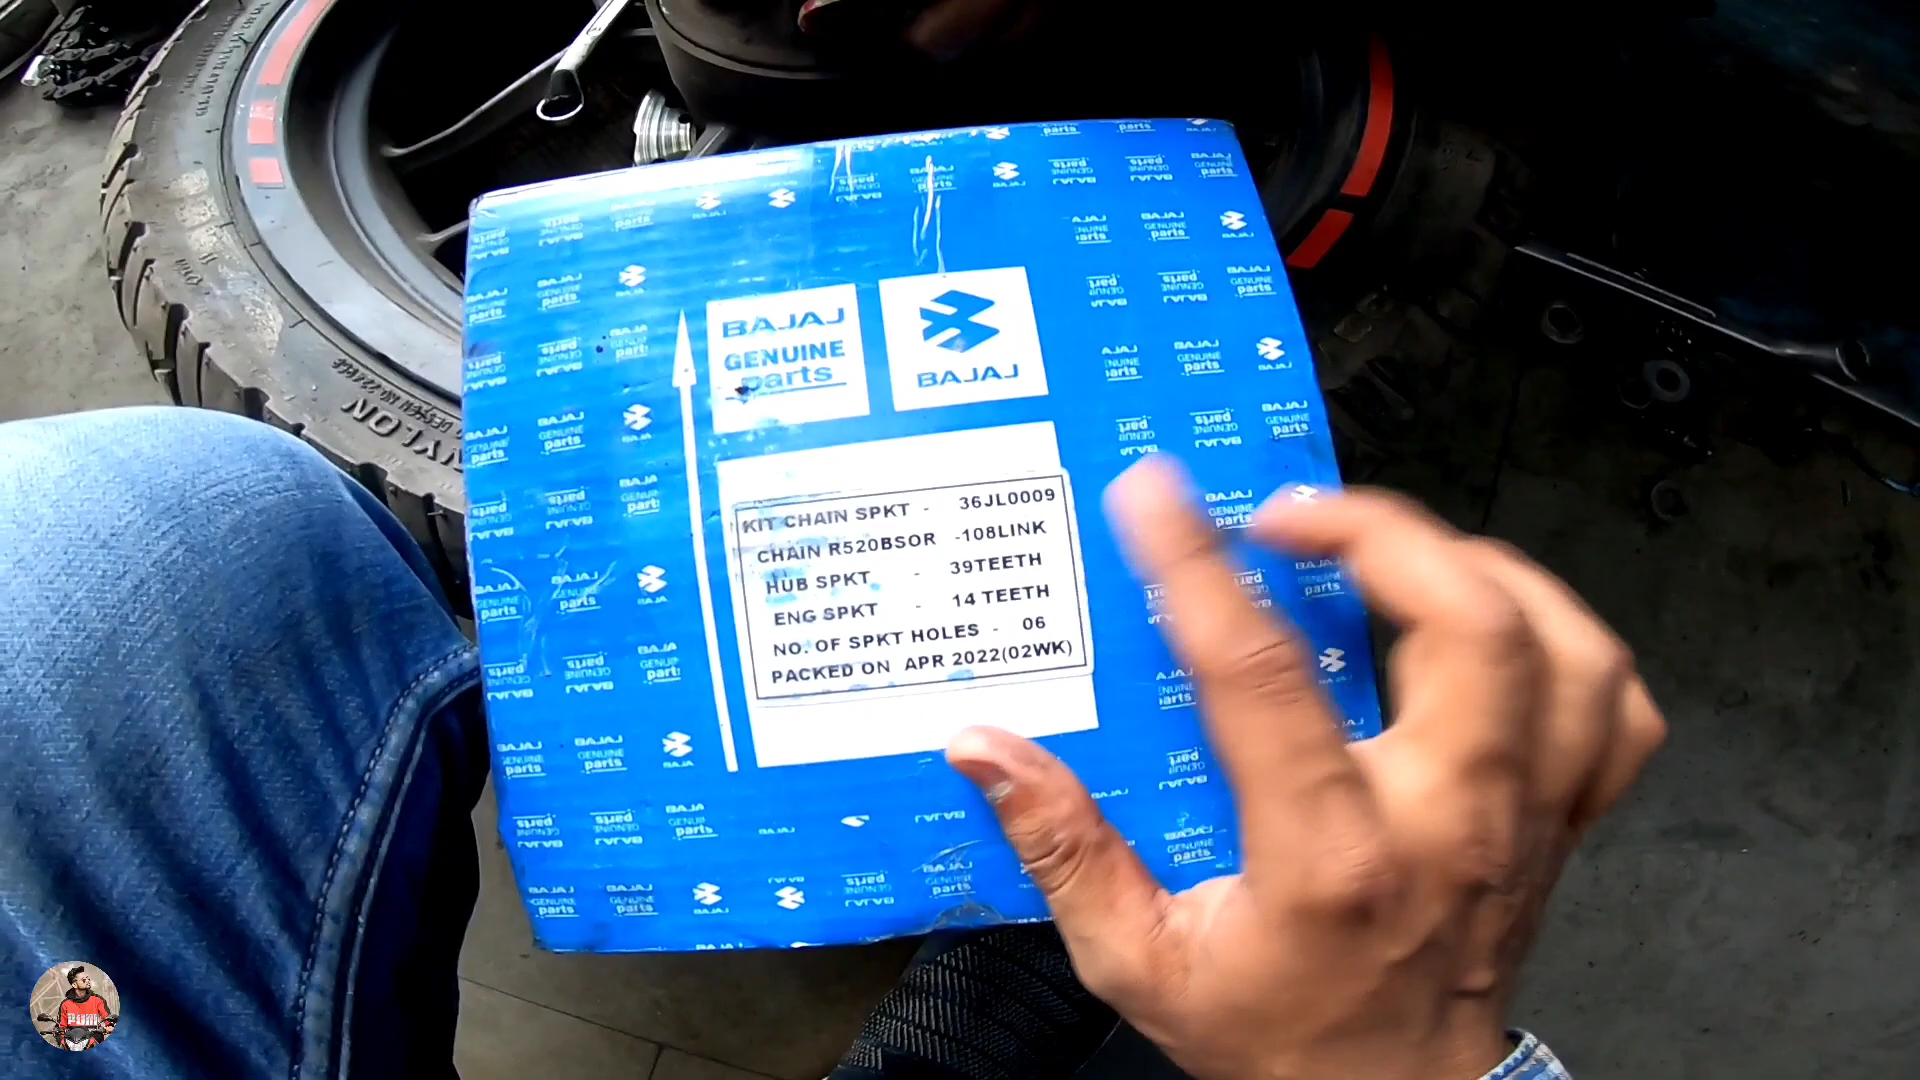 BAJAJ
GENUINE
parts
BAJAJ
KIT CHAIN SPKT - 36JL0009
CHAIN R520BSOR -108LINK
HUB SPKT - 39TEETH
ENG SPKT - 14 TEETH
NO. OF SPKT HOLES - 06
PACKED ON APR 2022(02WK)
NYLON